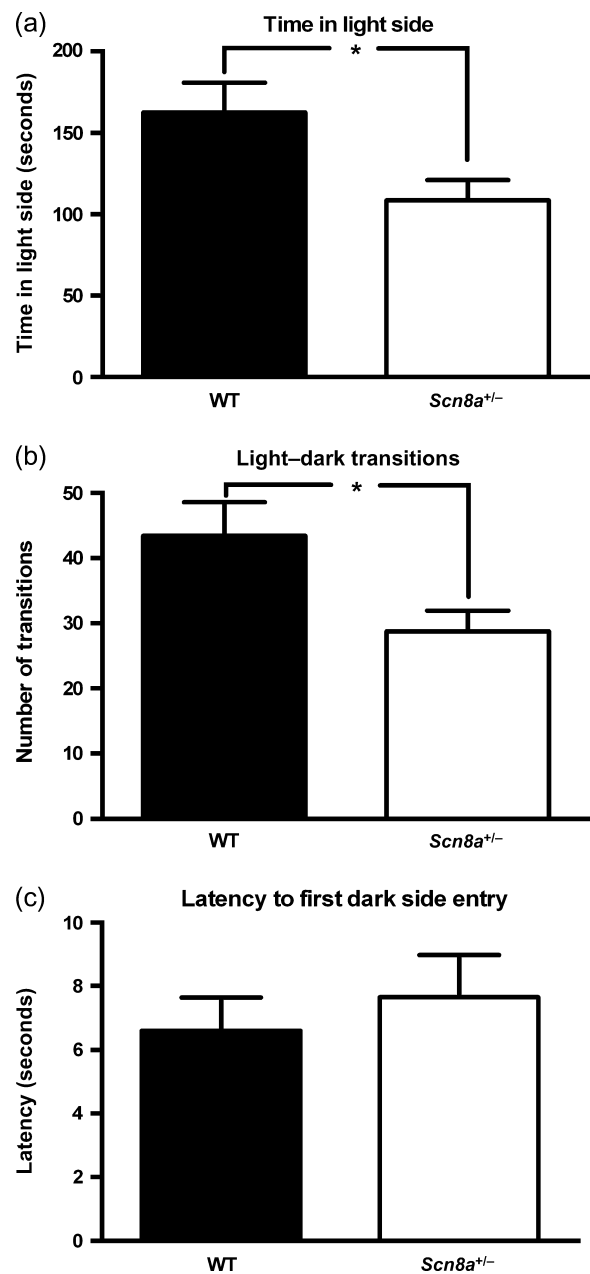 (a)
Time in light side
Time in light side (seconds)
200
150
100
50
0
*
WT
Scn8a+/–
(b)
Light–dark transitions
Number of transitions
50
40
30
20
10
0
*
WT
Scn8a+/–
(c)
Latency to first dark side entry
Latency (seconds)
10
8
6
4
2
0
WT
Scn8a+/–